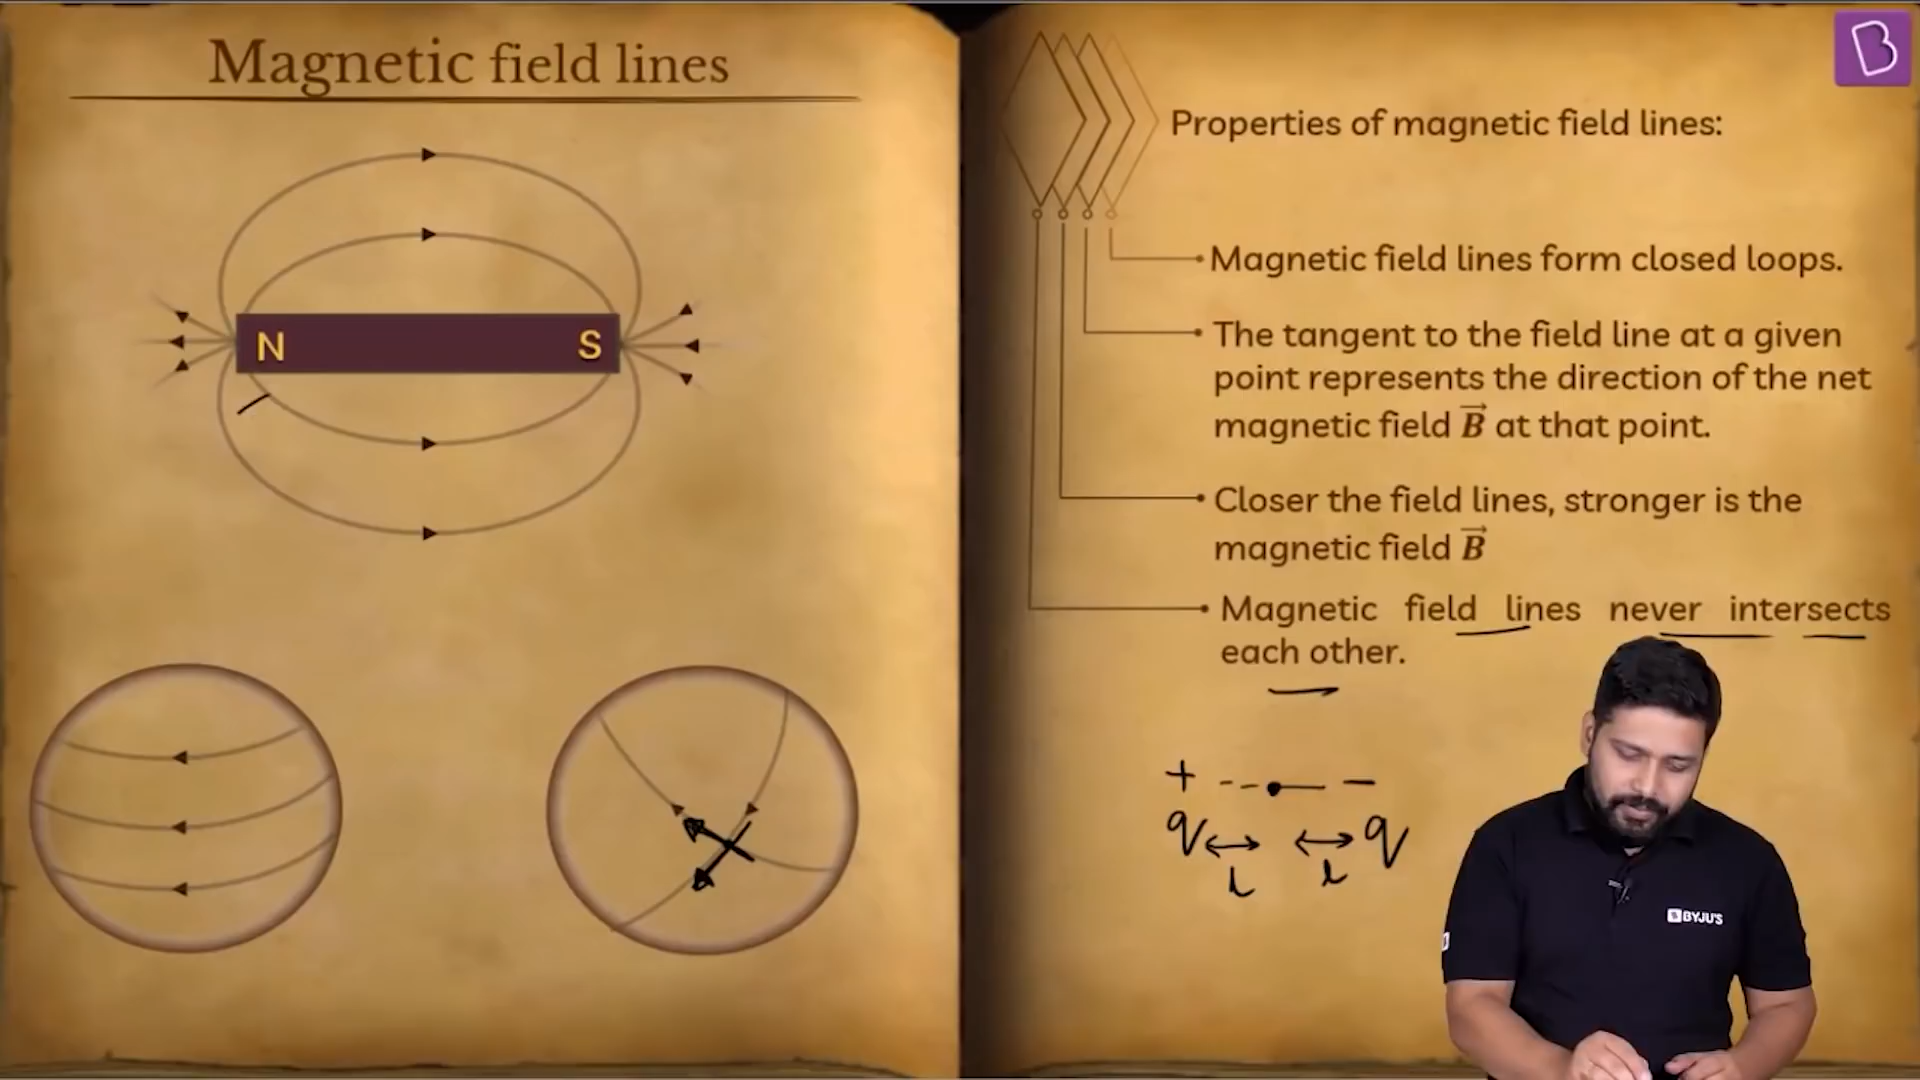 Magnetic field lines
N S
Properties of magnetic field lines:
Magnetic field lines form closed loops.
The tangent to the field line at a given
point represents the direction of the net
magnetic field B⃗ at that point.
Closer the field lines, stronger is the
magnetic field B⃗
Magnetic field lines never intersects
each other.
+ -
q q
l l
B
BYJU'S